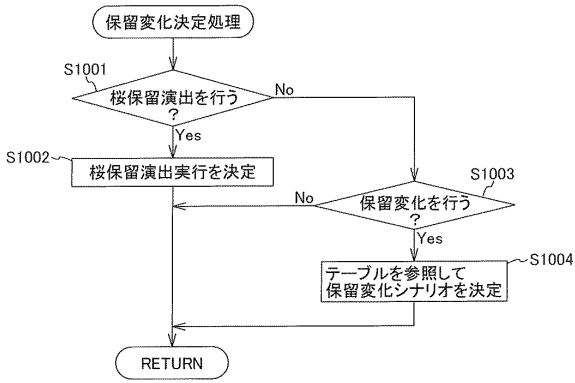 保留変化決定処理
S1001
桜保留演出を行う
?
No
Yes
S1002
桜保留演出実行を決定
S1003
保留変化を行う
?
No
Yes
S1004
テーブルを参照して
保留変化シナリオを決定
RETURN